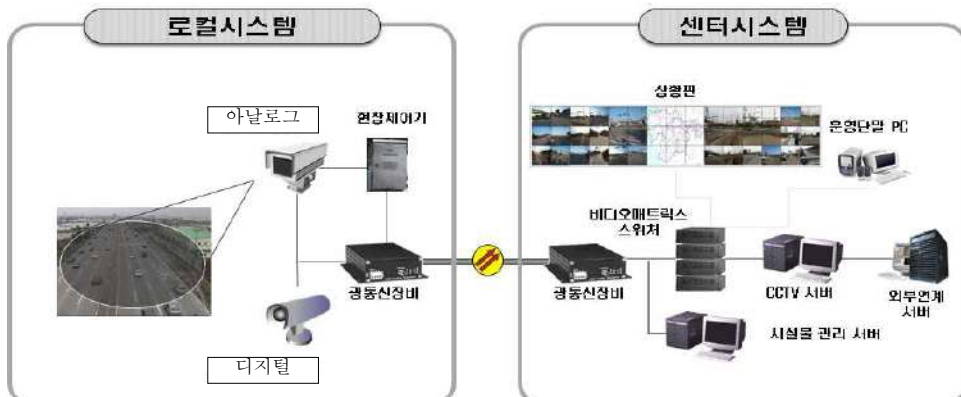 로컬시스템
아날로그
현장제어기
광통신장비
디지털
센터시스템
상황판
운영단말 PC
비디오매트릭스
스위처
광통신장비
CCTV 서버
외부연계
서버
시설물 관리 서버